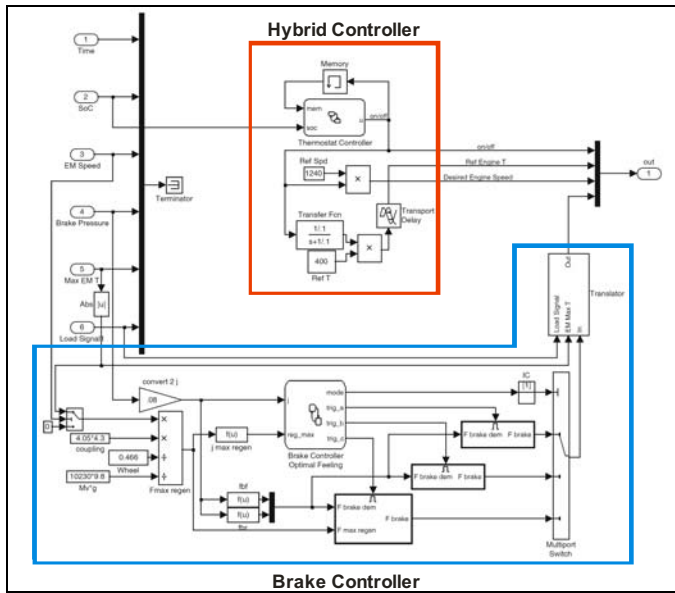 Hybrid Controller
1
Time
2
SoC
3
EM Speed
4
Brake Pressure
5
Max EM T
Abs
|u|
6
Load Signal1
Terminator
Memory
mem
soc
u
on/off
Thermostat Controller
Ref Spd
1240
×
on/off
Ref Engine T
Desired Engine Speed
out
1
Transfer Fcn
1/.1
s+1/.1
×
Transport
Delay
400
Ref T
Out
Translator
Load Signal
EM Max T
In
convert 2 j
.08
0
4.05*4.3
coupling
0.466
Wheel
10230*9.8
Mv*g
×
×
÷
÷
Fmax regen
f(u)
j max regen
j
reg_max
mode
trig_a
trig_b
trig_c
Brake Controller
Optimal Feeling
IC
[1]
fbf
f(u)
f(u)
fbr
F brake dem
F brake
F brake dem
F brake
F brake dem
F max regen
F brake
Multiport
Switch
Brake Controller